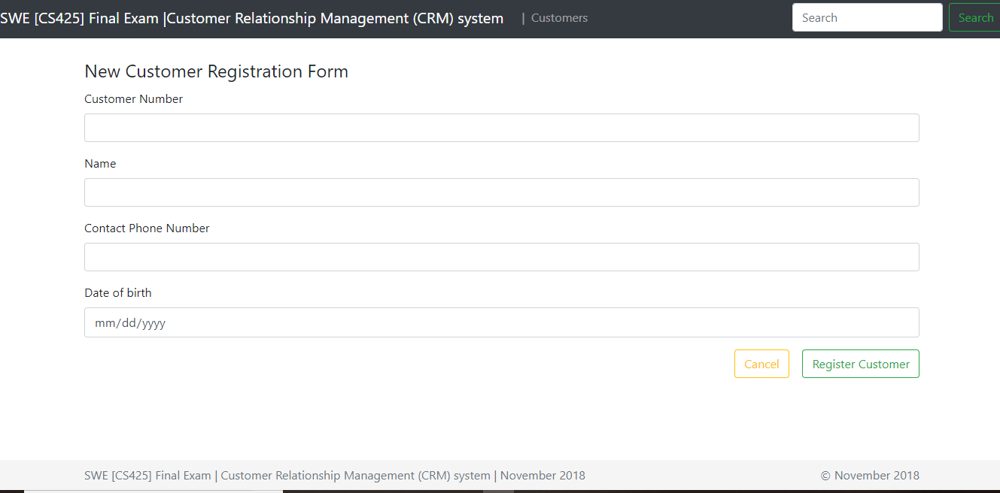 SWE [CS425] Final Exam |Customer Relationship Management (CRM) system | Customers Search Search
New Customer Registration Form
Customer Number
Name
Contact Phone Number
Date of birth
mm/dd/yyyy
Cancel Register Customer
SWE [CS425] Final Exam | Customer Relationship Management (CRM) system | November 2018 © November 2018